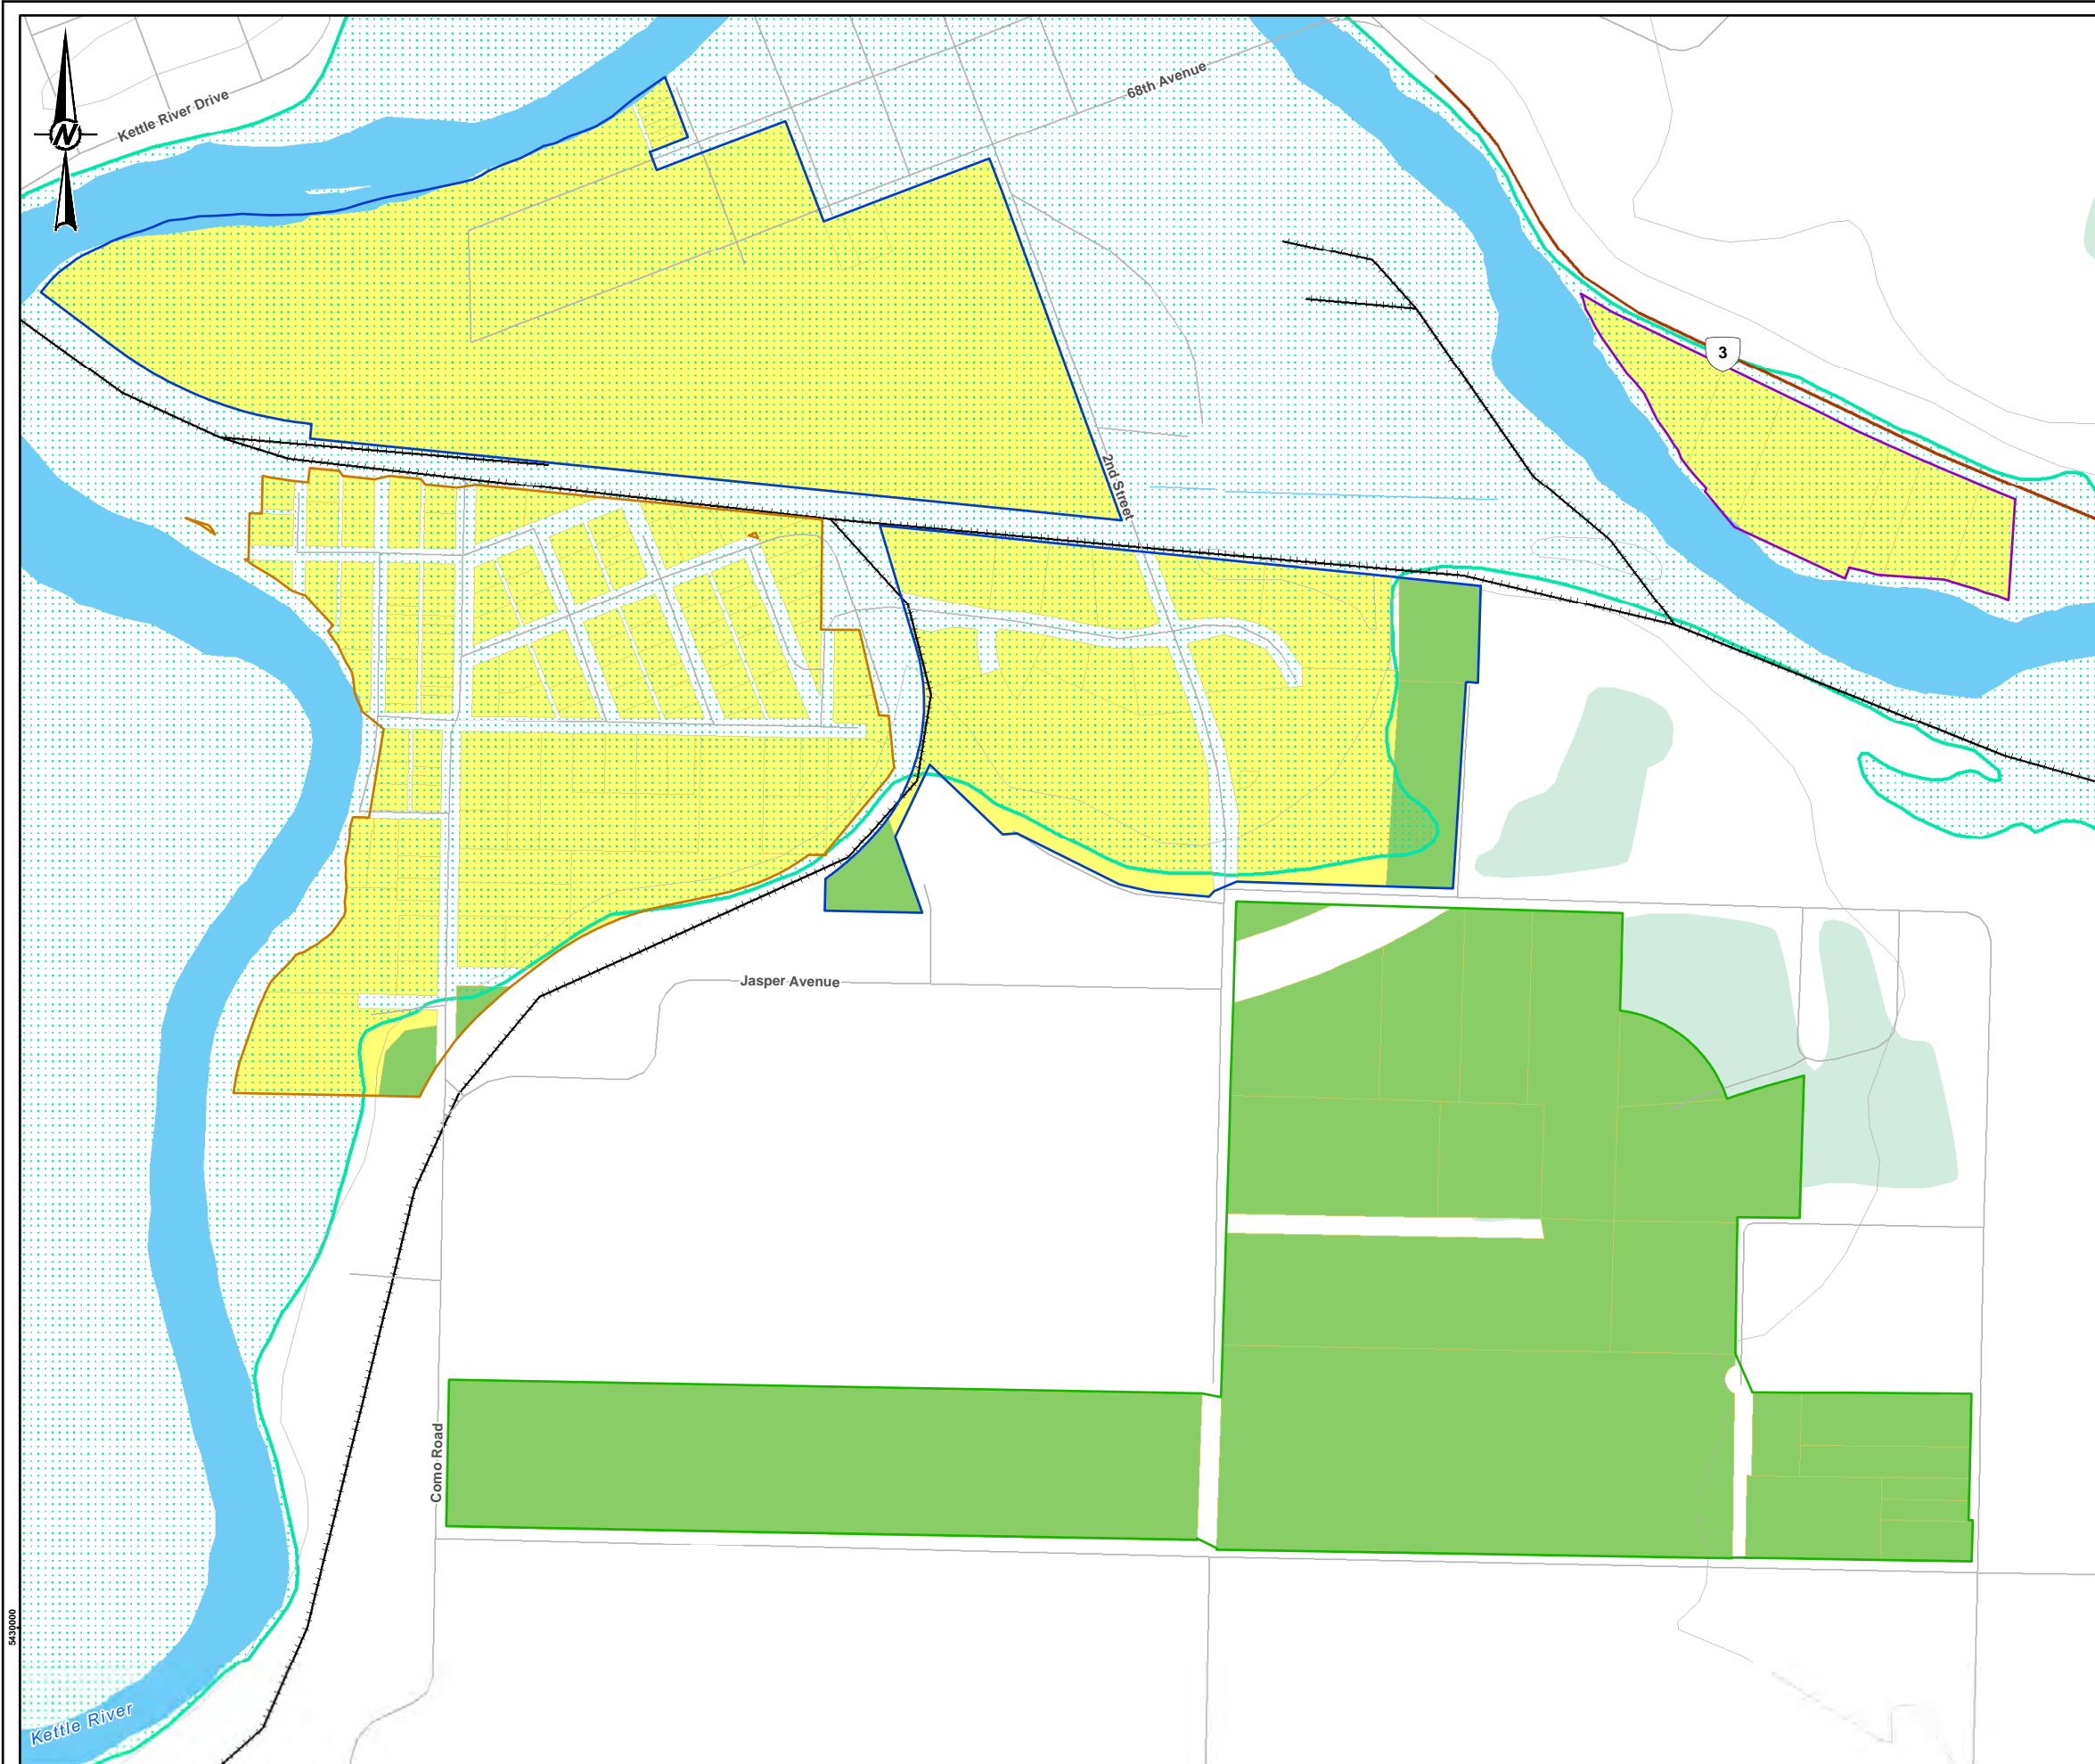 68th Avenue
Kettle River Drive
N
3
2nd Street
Jasper Avenue
Como Road
5430000
Kettle River